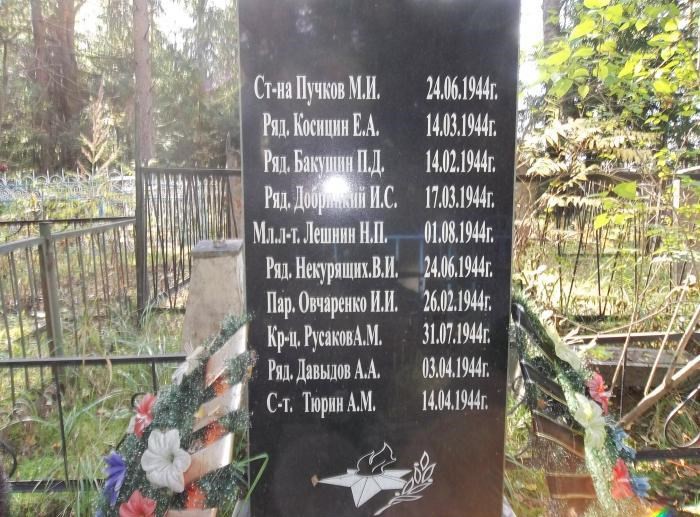 Ст-на Пучков М.И. 24.06.1944г.
Ряд. Косицин Е.А. 14.03.1944г.
Ряд. Бакушин П.Д. 14.02.1944г.
Ряд. И.С. 17.03.1944г.
Мл.л-т. Лешнин Н.П. 01.08.1944г.
Ряд. Некурящих.В.И. 24.06.1944г.
Пар. Овчаренко И.И. 26.02.1944г.
Кр-ц. РусаковА.М. 31.07.1944г.
Ряд. Давыдов А.А. 03.04.1944г.
С-т. Тюрин А.М. 14.04.1944г.